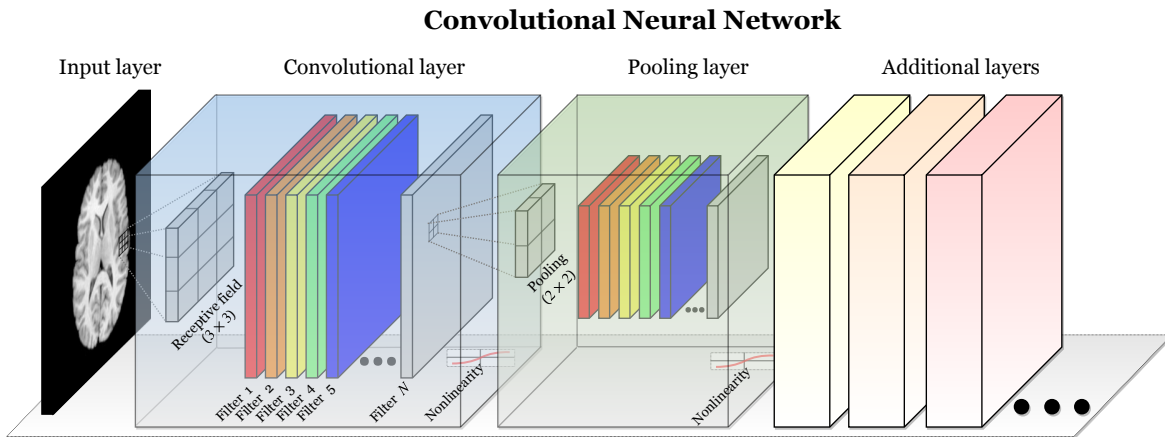 Convolutional Neural Network
Input layer
Convolutional layer
Pooling layer
Additional layers
Receptive field
(3 × 3)
Filter 1
Filter 2
Filter 3
Filter 4
Filter 5
Filter N
Nonlinearity
Pooling
(2 × 2)
Nonlinearity